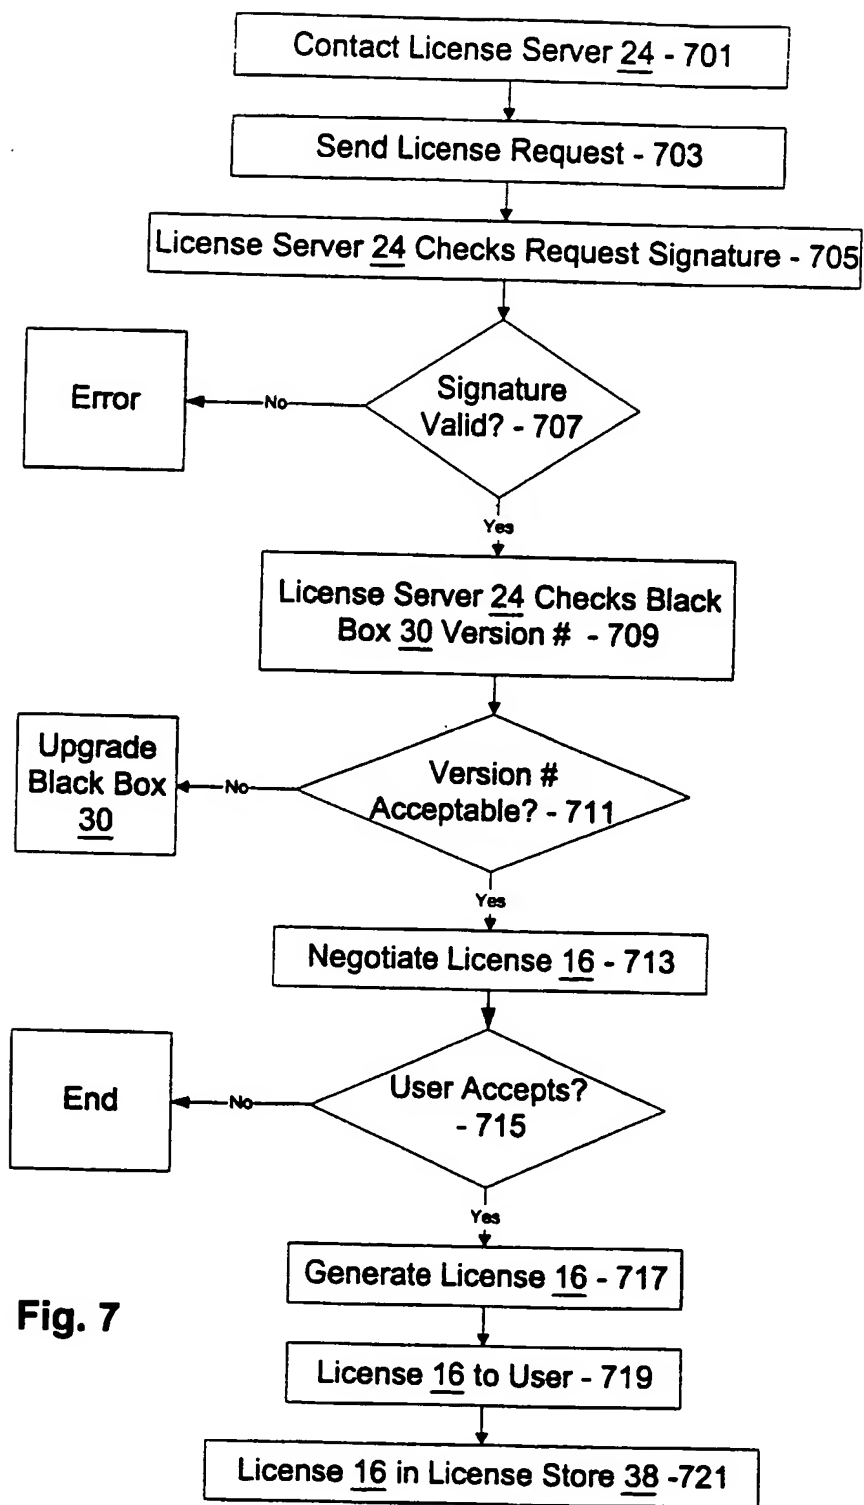 Contact License Server 24 - 701
Send License Request - 703
License Server 24 Checks Request Signature - 705
Signature
Valid? - 707
No
Error
Yes
License Server 24 Checks Black
Box 30 Version # - 709
Version #
Acceptable? - 711
No
Upgrade
Black Box
30
Yes
Negotiate License 16 - 713
User Accepts?
- 715
No
End
Yes
Generate License 16 - 717
License 16 to User - 719
License 16 in License Store 38 -721
Fig. 7